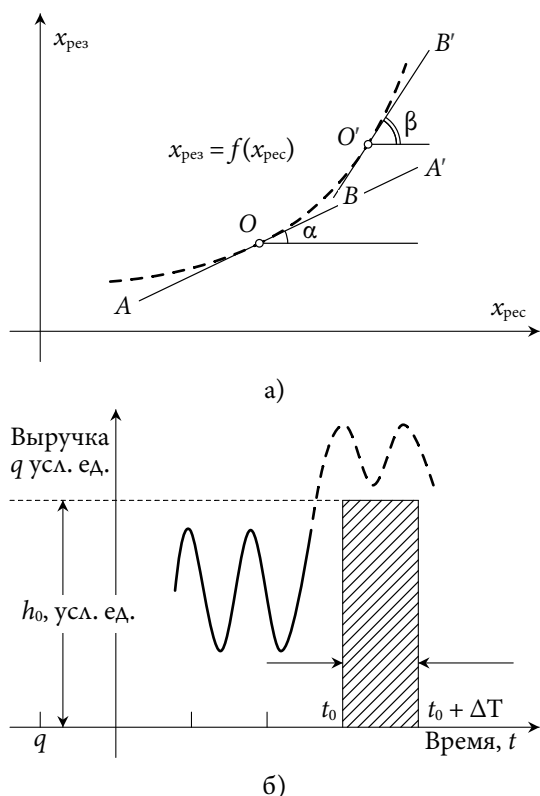 xрез
B′
β
O′
xрез = f(xрес)
A′
B
O
α
A
xрес
а)
Выручка
q усл. ед.
h0, усл. ед.
t0
t0 + ΔT
q
Время, t
б)